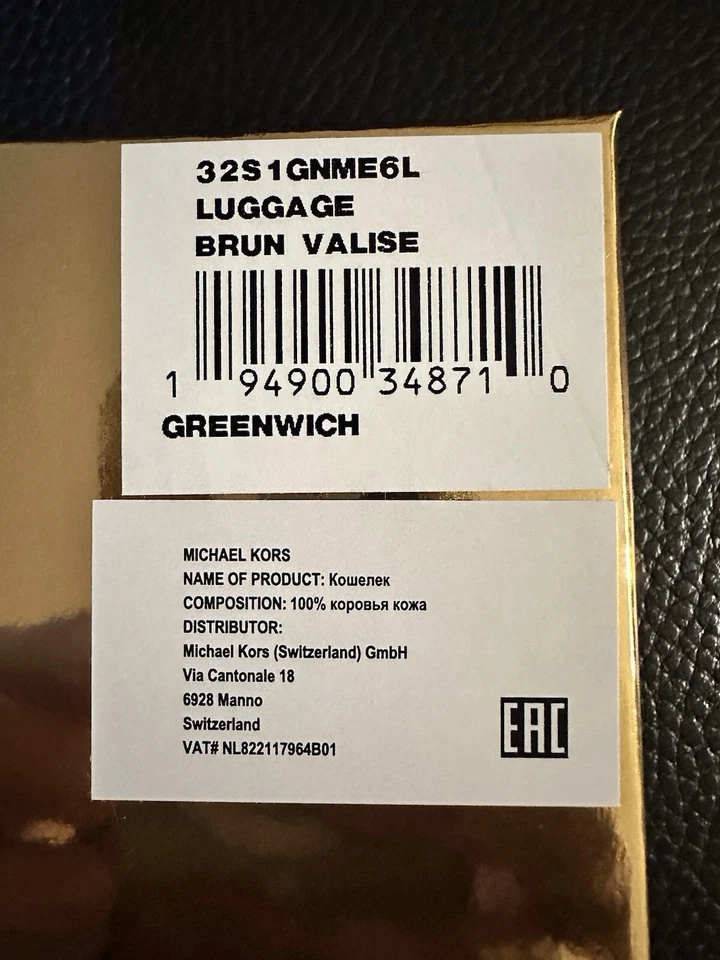 32S1GNME6L
LUGGAGE
BRUN VALISE
1 94900 34871 0
GREENWICH
MICHAEL KORS
NAME OF PRODUCT: Кошелек
COMPOSITION: 100% коровья кожа
DISTRIBUTOR:
Michael Kors (Switzerland) GmbH
Via Cantonale 18
6928 Manno
Switzerland
VAT# NL822117964B01
EAC